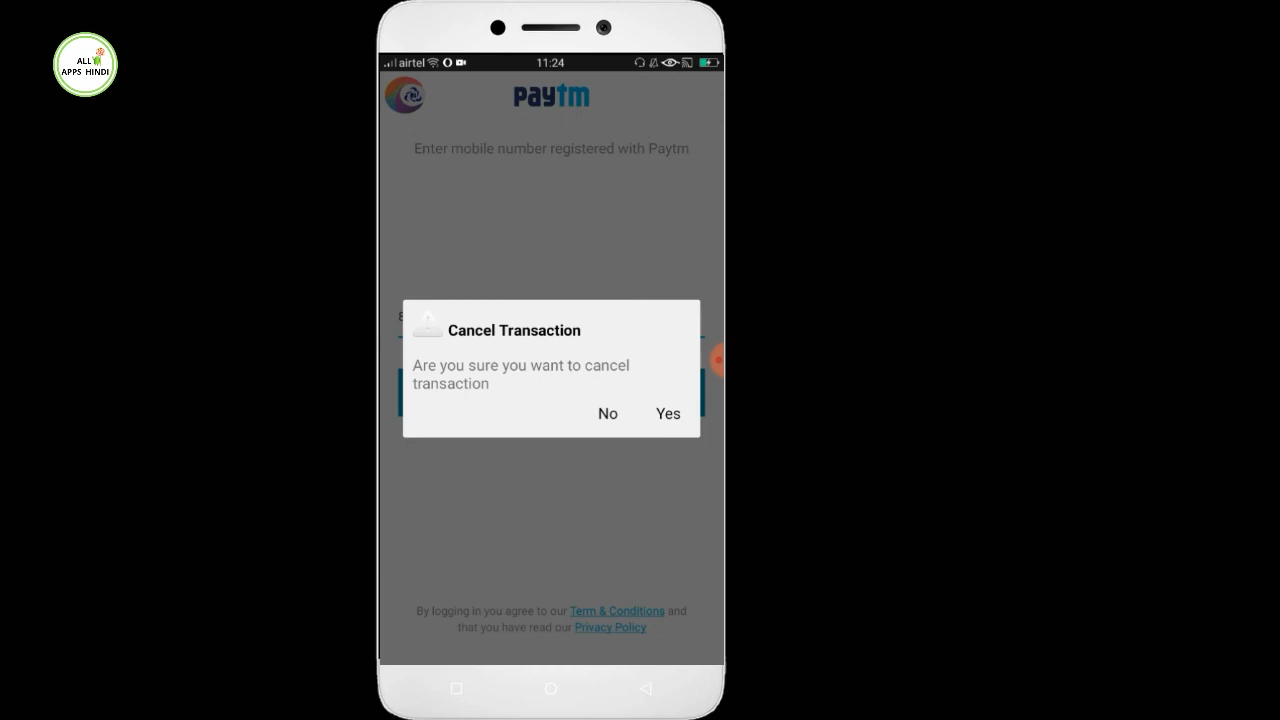 ALL
APPS HINDI
airtel
11:24
paytm
Enter mobile number registered with Paytm
8
Cancel Transaction
Are you sure you want to cancel
transaction
No Yes
By logging in you agree to our Term & Conditions and
that you have read our Privacy Policy